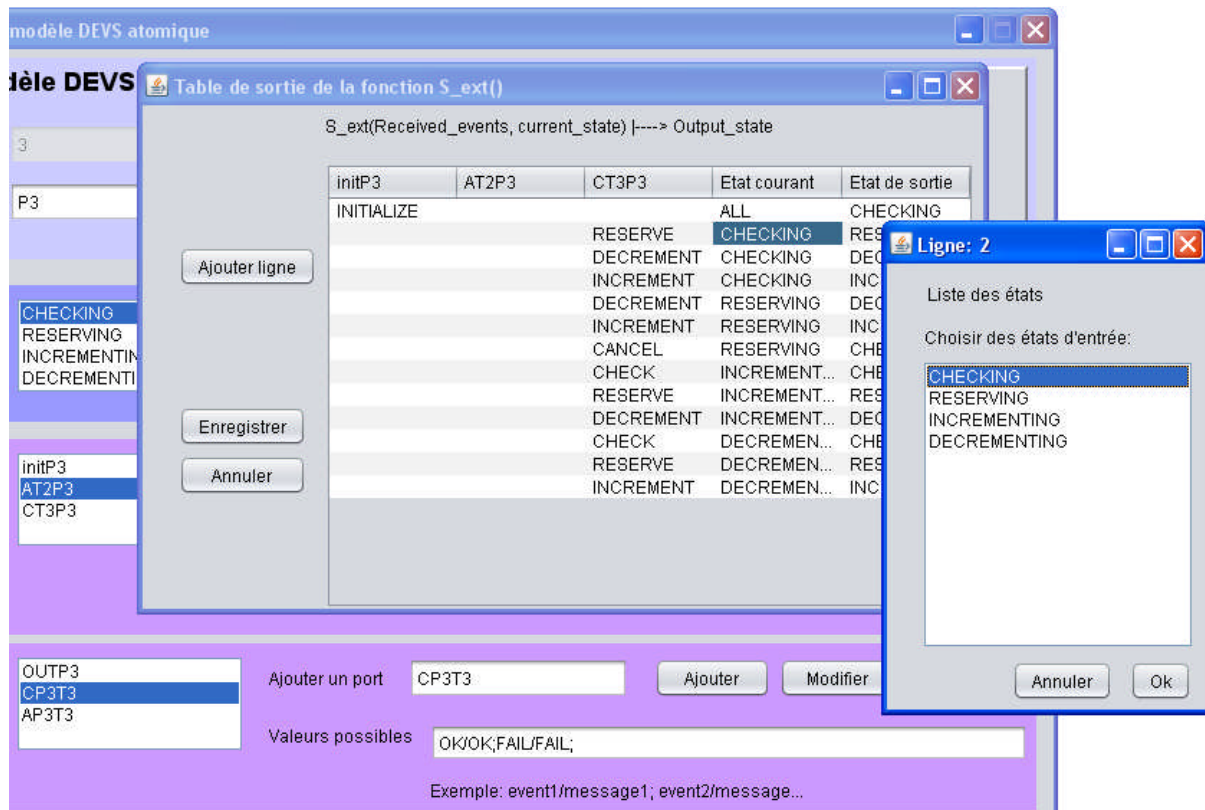 modèle DEVS atomique
dèle DEVS
3
P3
CHECKING
RESERVING
INCREMENTIN
DECREMENTI
initP3
AT2P3
CT3P3
Table de sortie de la fonction S_ext()
S_ext(Received_events, current_state) |----> Output_state
Ajouter ligne
Enregistrer
Annuler
initP3 AT2P3 CT3P3 Etat courant Etat de sortie
INITIALIZE ALL CHECKING
RESERVE CHECKING RES
DECREMENT CHECKING DEC
INCREMENT CHECKING INC
DECREMENT RESERVING DEC
INCREMENT RESERVING INC
CANCEL RESERVING CHE
CHECK INCREMENT... CHE
RESERVE INCREMENT... RES
DECREMENT INCREMENT... DEC
CHECK DECREMEN... CHE
RESERVE DECREMEN... RES
INCREMENT DECREMEN... INC
Ligne: 2
Liste des états
Choisir des états d'entrée:
CHECKING
RESERVING
INCREMENTING
DECREMENTING
Annuler Ok
OUTP3
CP3T3
AP3T3
Ajouter un port CP3T3 Ajouter Modifier
Valeurs possibles OK/OK;FAIL/FAIL;
Exemple: event1/message1; event2/message...